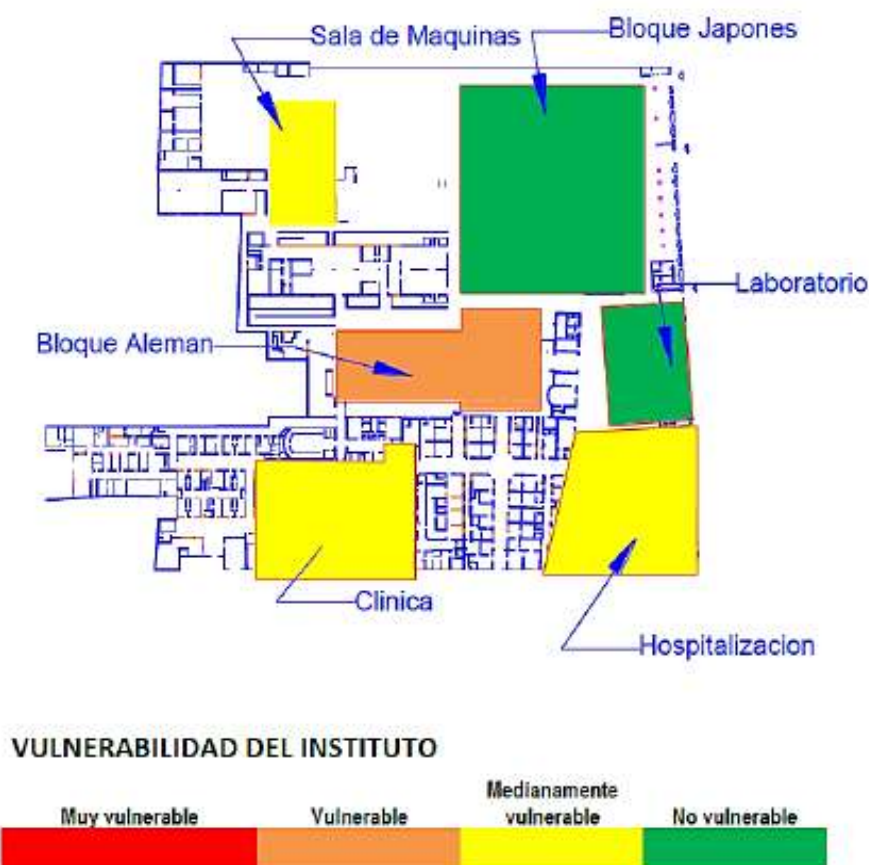 Sala de Maquinas
Bloque Japones
Laboratorio
Bloque Aleman
Clinica
Hospitalizacion
VULNERABILIDAD DEL INSTITUTO
Muy vulnerable
Vulnerable
Medianamente
vulnerable
No vulnerable